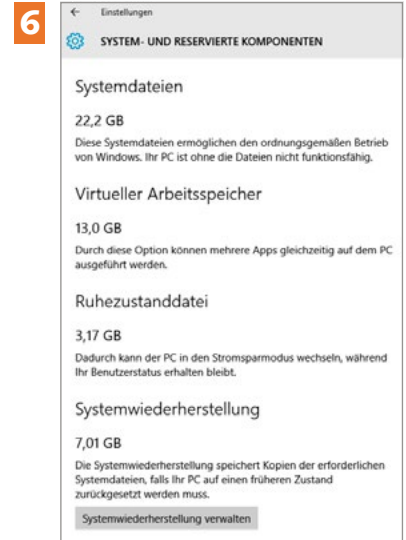 6
Einstellungen
SYSTEM- UND RESERVIERTE KOMPONENTEN
Systemdateien
22,2 GB
Diese Systemdateien ermöglichen den ordnungsgemäßen Betrieb
von Windows. Ihr PC ist ohne die Dateien nicht funktionsfähig.
Virtueller Arbeitsspeicher
13,0 GB
Durch diese Option können mehrere Apps gleichzeitig auf dem PC
ausgeführt werden.
Ruhezustanddatei
3,17 GB
Dadurch kann der PC in den Stromsparmodus wechseln, während
Ihr Benutzerstatus erhalten bleibt.
Systemwiederherstellung
7,01 GB
Die Systemwiederherstellung speichert Kopien der erforderlichen
Systemdateien, falls Ihr PC auf einen früheren Zustand
zurückgesetzt werden muss.
Systemwiederherstellung verwalten